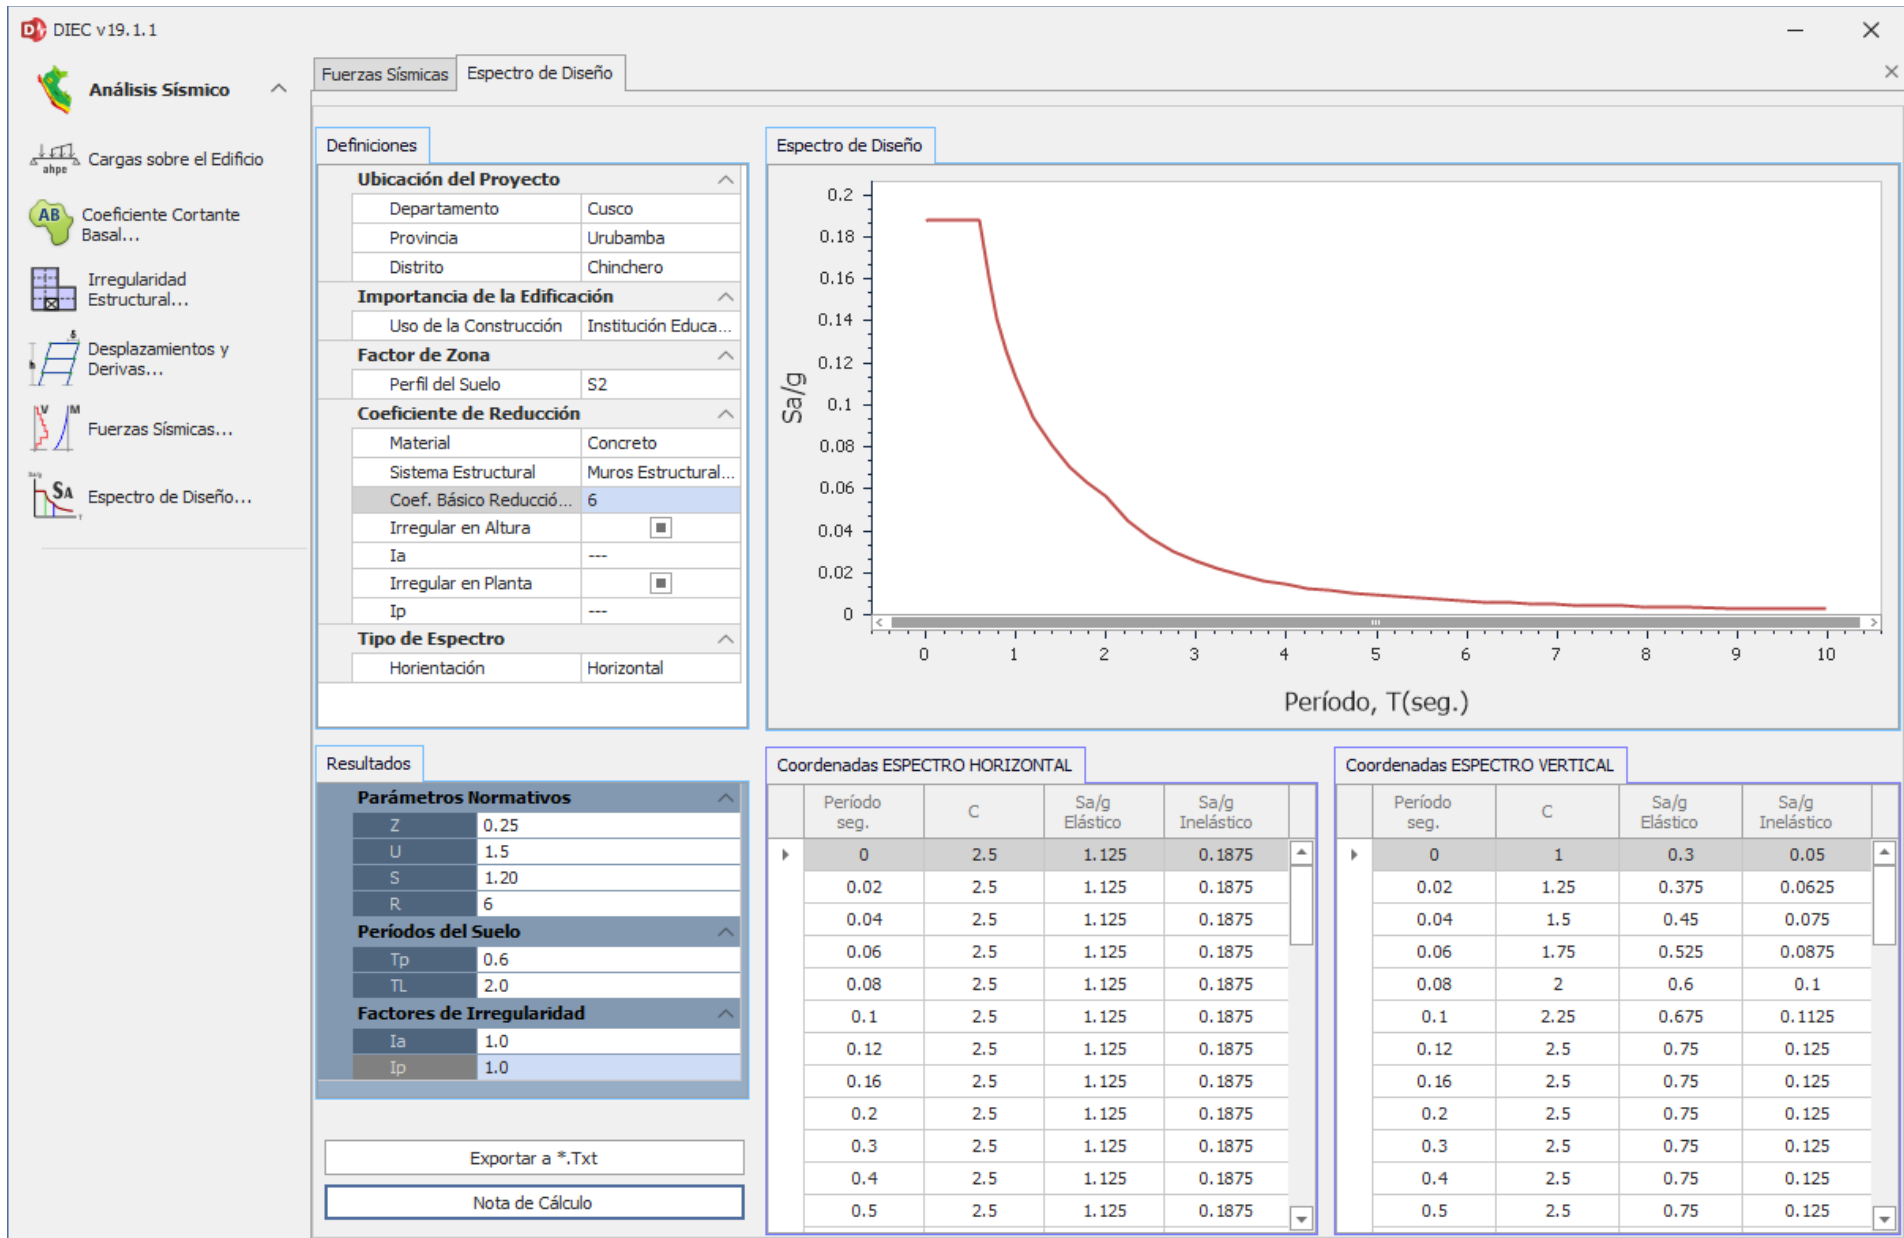 DIEC v19.1.1
Análisis Sísmico
ahpe
Cargas sobre el Edificio
AB
Coeficiente Cortante
Basal...
Irregularidad
Estructural...
Desplazamientos y
Derivas...
V M
Fuerzas Sísmicas...
SA
Espectro de Diseño...
Fuerzas Sísmicas Espectro de Diseño
Definiciones
Ubicación del Proyecto
Departamento Cusco
Provincia Urubamba
Distrito Chinchero
Importancia de la Edificación
Uso de la Construcción Institución Educa...
Factor de Zona
Perfil del Suelo S2
Coeficiente de Reducción
Material Concreto
Sistema Estructural Muros Estructural...
Coef. Básico Reducció... 6
Irregular en Altura
Ia ---
Irregular en Planta
Ip ---
Tipo de Espectro
Horientación Horizontal
Espectro de Diseño
Sa/g
0.2
0.18
0.16
0.14
0.12
0.1
0.08
0.06
0.04
0.02
0
0 1 2 3 4 5 6 7 8 9 10
Período, T(seg.)
Resultados
Parámetros Normativos
Z 0.25
U 1.5
S 1.20
R 6
Períodos del Suelo
Tp 0.6
TL 2.0
Factores de Irregularidad
Ia 1.0
Ip 1.0
Exportar a *.Txt
Nota de Cálculo
Coordenadas ESPECTRO HORIZONTAL
Período seg. C Sa/g Elástico Sa/g Inelástico
0 2.5 1.125 0.1875
0.02 2.5 1.125 0.1875
0.04 2.5 1.125 0.1875
0.06 2.5 1.125 0.1875
0.08 2.5 1.125 0.1875
0.1 2.5 1.125 0.1875
0.12 2.5 1.125 0.1875
0.16 2.5 1.125 0.1875
0.2 2.5 1.125 0.1875
0.3 2.5 1.125 0.1875
0.4 2.5 1.125 0.1875
0.5 2.5 1.125 0.1875
Coordenadas ESPECTRO VERTICAL
Período seg. C Sa/g Elástico Sa/g Inelástico
0 1 0.3 0.05
0.02 1.25 0.375 0.0625
0.04 1.5 0.45 0.075
0.06 1.75 0.525 0.0875
0.08 2 0.6 0.1
0.1 2.25 0.675 0.1125
0.12 2.5 0.75 0.125
0.16 2.5 0.75 0.125
0.2 2.5 0.75 0.125
0.3 2.5 0.75 0.125
0.4 2.5 0.75 0.125
0.5 2.5 0.75 0.125